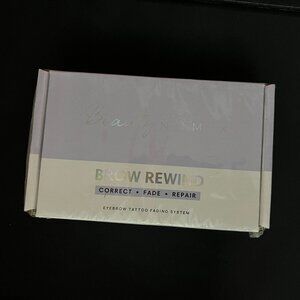 BROW REWIND
CORRECT • FADE • REPAIR
EYEBROW TATTOO FADING SYSTEM